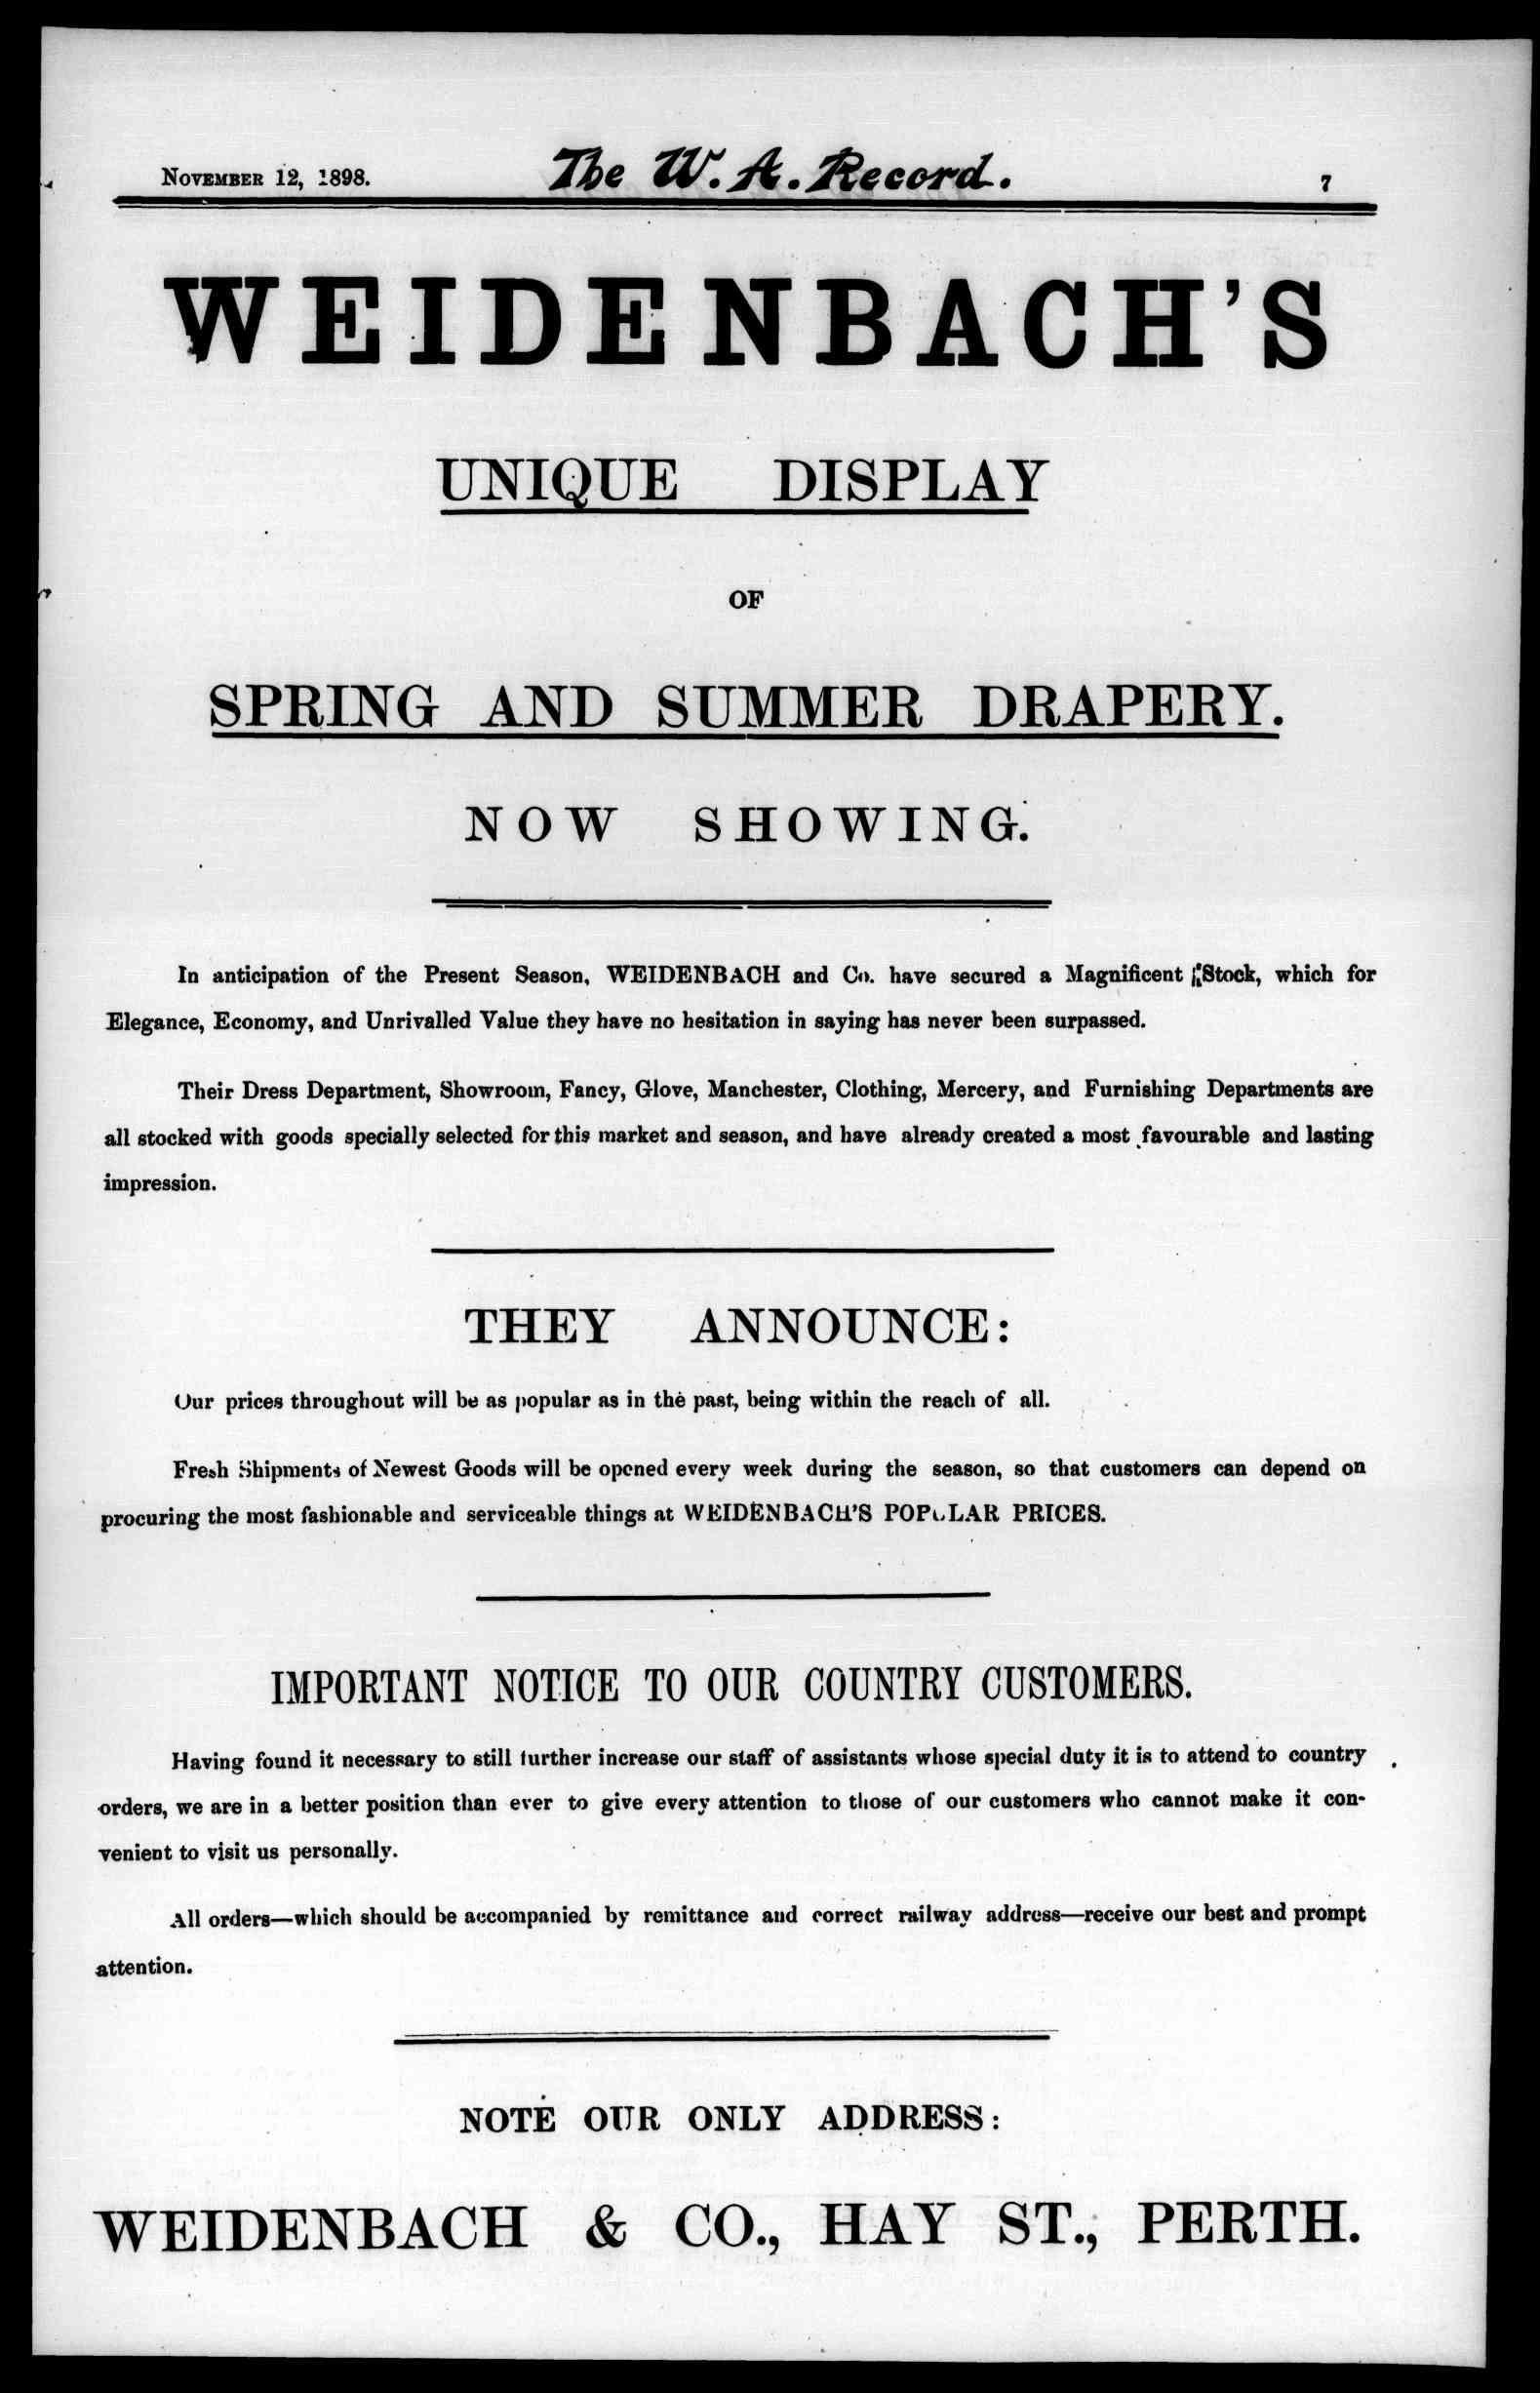 NOVEMBER 12, 1898.
The W. A. Record.
7
WEIDENBACH'S
UNIQUE DISPLAY
OF
SPRING AND SUMMER DRAPERY.
NOW SHOWING.
In anticipation of the Present Season, WEIDENBACH and Co. have secured a Magnificent Stock, which for
Elegance, Economy, and Unrivalled Value they have no hesitation in saying has never been surpassed.
Their Dress Department, Showroom, Fancy, Glove, Manchester, Clothing, Mercery, and Furnishing Departments are
all stocked with goods specially selected for this market and season, and have already created a most favourable and lasting
impression.
THEY ANNOUNCE:
Our prices throughout will be as popular as in the past, being within the reach of all.
Fresh Shipments of Newest Goods will be opened every week during the season, so that customers can depend on
procuring the most fashionable and serviceable things at WEIDENBACH'S POPULAR PRICES.
IMPORTANT NOTICE TO OUR COUNTRY CUSTOMERS.
Having found it necessary to still further increase our staff of assistants whose special duty it is to attend to country
orders, we are in a better position than ever to give every attention to those of our customers who cannot make it con-
venient to visit us personally.
All orders—which should be accompanied by remittance and correct railway address—receive our best and prompt
attention.
NOTE OUR ONLY ADDRESS:
WEIDENBACH & CO., HAY ST., PERTH.